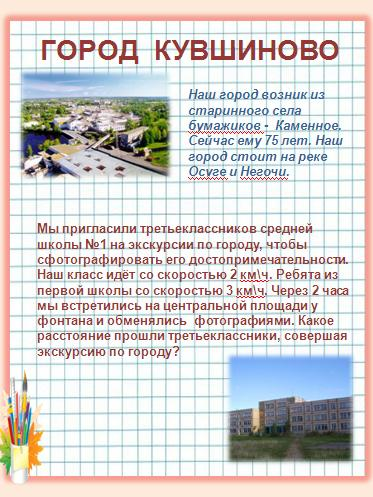 ГОРОД КУВШИНОВО
Наш город возник из
старинного села
бумажиков - Каменное.
Сейчас ему 75 лет. Наш
город стоит на реке
Осуге и Негочи.
Мы пригласили третьеклассников средней
школы №1 на экскурсии по городу, чтобы
сфотографировать его достопримечательности.
Наш класс идёт со скоростью 2 км\ч. Ребята из
первой школы со скоростью 3 км\ч. Через 2 часа
мы встретились на центральной площади у
фонтана и обменялись фотографиями. Какое
расстояние прошли третьеклассники, совершая
экскурсию по городу?